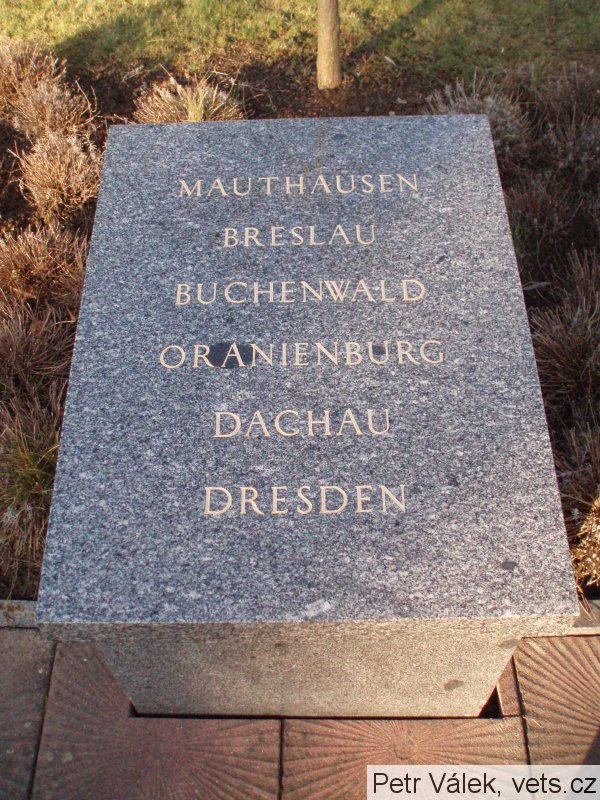 MAUTHAUSEN
BRESLAU
BUCHENWALD
ORANIENBURG
DACHAU
DRESDEN
Petr Válek, vets.cz